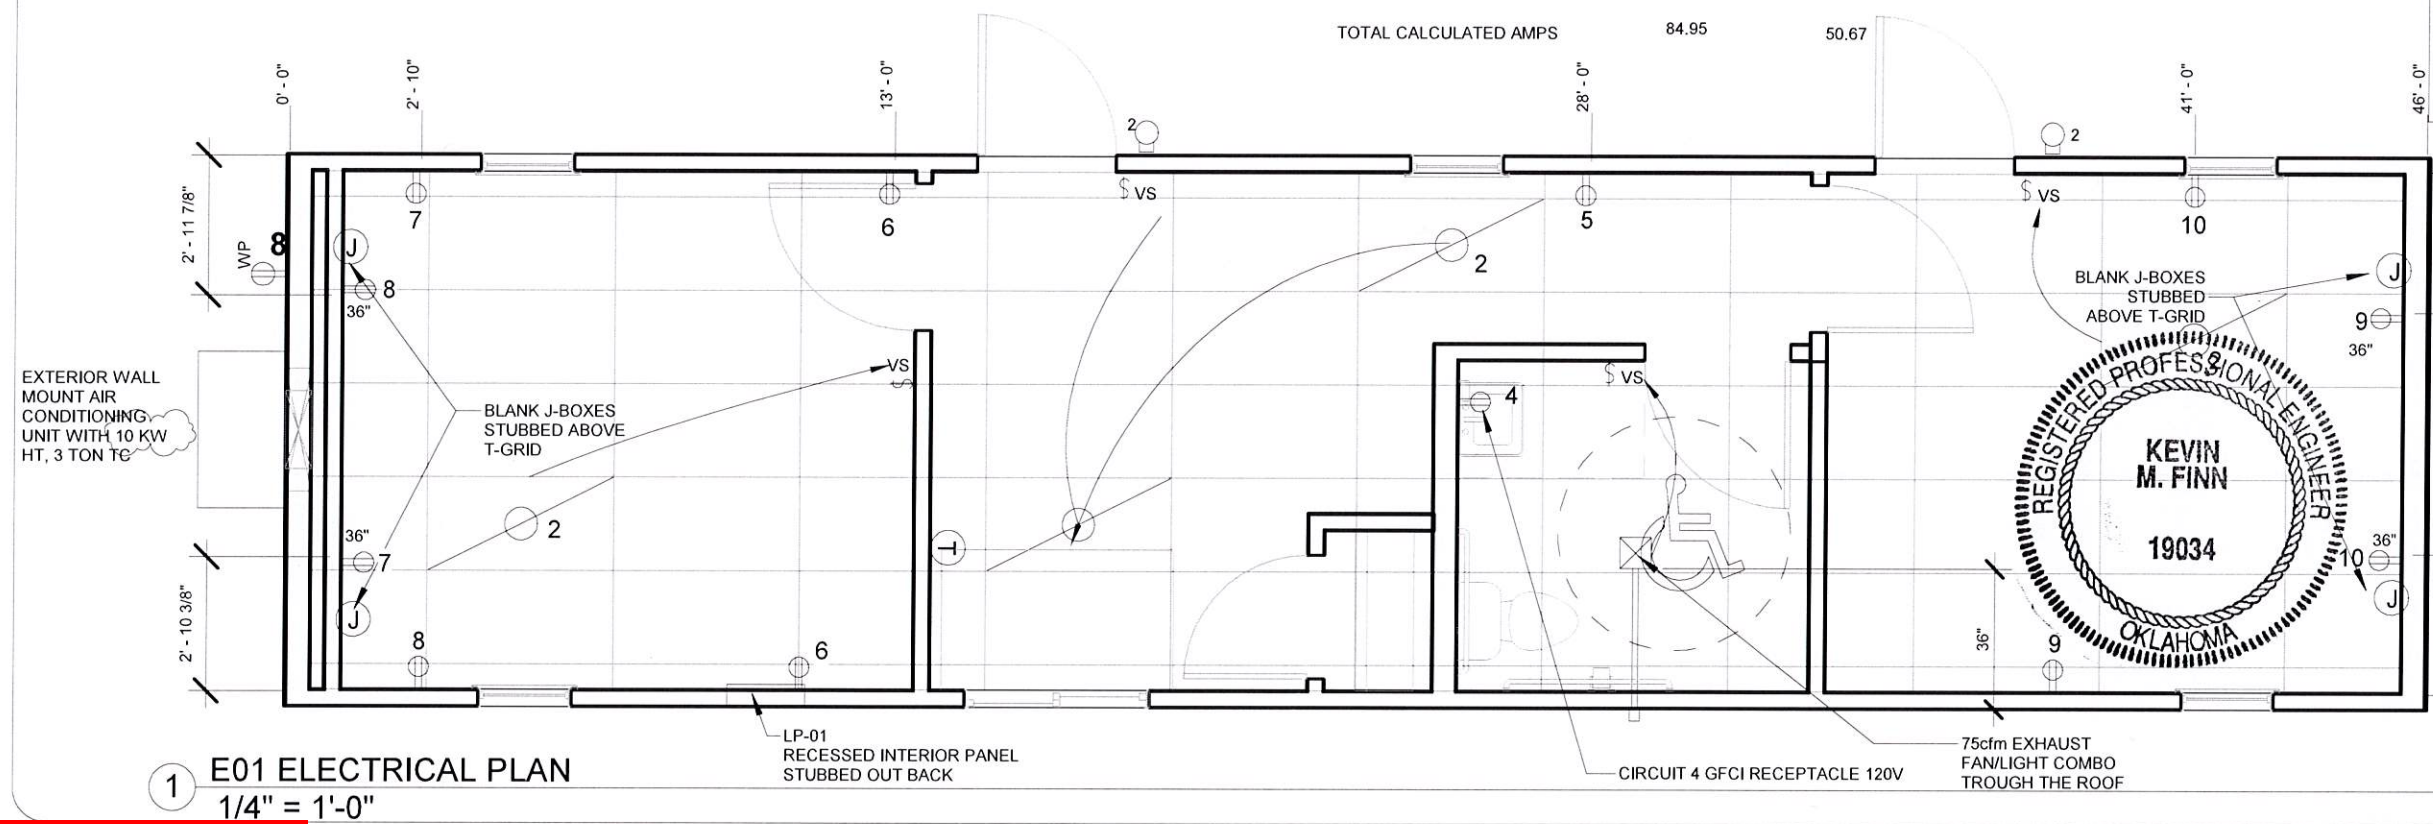 TOTAL CALCULATED AMPS 84.95 50.67
0' - 0"
2' - 10"
13' - 0"
28' - 0"
41' - 0"
46' - 0"
2
2
2' - 11 7/8"
WP
8
7
6
$ VS
5
$ VS
10
J
8
36"
2
BLANK J-BOXES
STUBBED
ABOVE T-GRID
J
9
36"
EXTERIOR WALL
MOUNT AIR
CONDITIONING
UNIT WITH 10 KW
HT, 3 TON TC
VS
$
BLANK J-BOXES
STUBBED ABOVE
T-GRID
$ VS
4
2
REGISTERED PROFESSIONAL ENGINEER
KEVIN
M. FINN
19034
OKLAHOMA
2
T
36"
7
J
36"
10
J
2' - 10 3/8"
8
6
36"
9
LP-01
RECESSED INTERIOR PANEL
STUBBED OUT BACK
CIRCUIT 4 GFCI RECEPTACLE 120V
75cfm EXHAUST
FAN/LIGHT COMBO
TROUGH THE ROOF
1
E01 ELECTRICAL PLAN
1/4" = 1'-0"